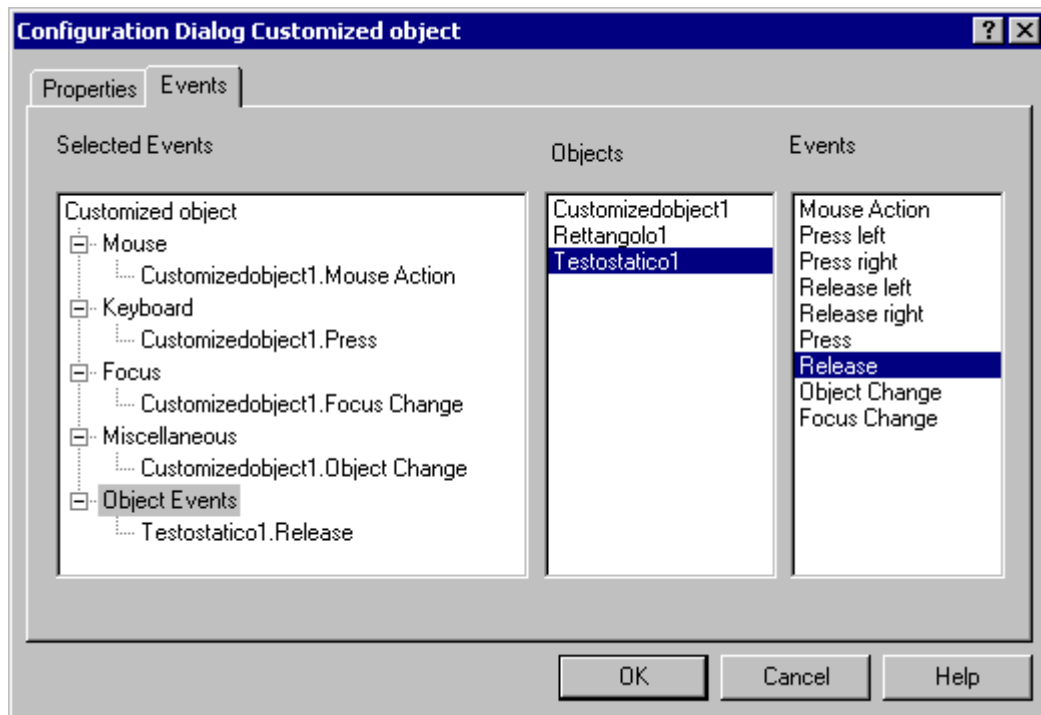 Configuration Dialog Customized object
Properties
Events
Selected Events
Objects
Events
Customized object
Mouse
Customizedobject1.Mouse Action
Keyboard
Customizedobject1.Press
Focus
Customizedobject1.Focus Change
Miscellaneous
Customizedobject1.Object Change
Object Events
Testostatico1.Release
Customizedobject1
Rettangolo1
Testostatico1
Mouse Action
Press left
Press right
Release left
Release right
Press
Release
Object Change
Focus Change
OK
Cancel
Help